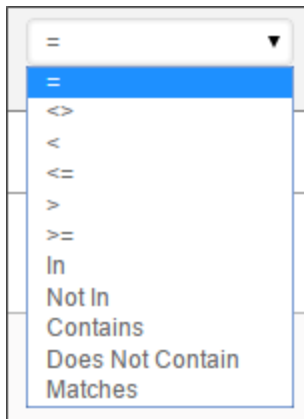 =
=
<>
<
<=
>
>=
In
Not In
Contains
Does Not Contain
Matches